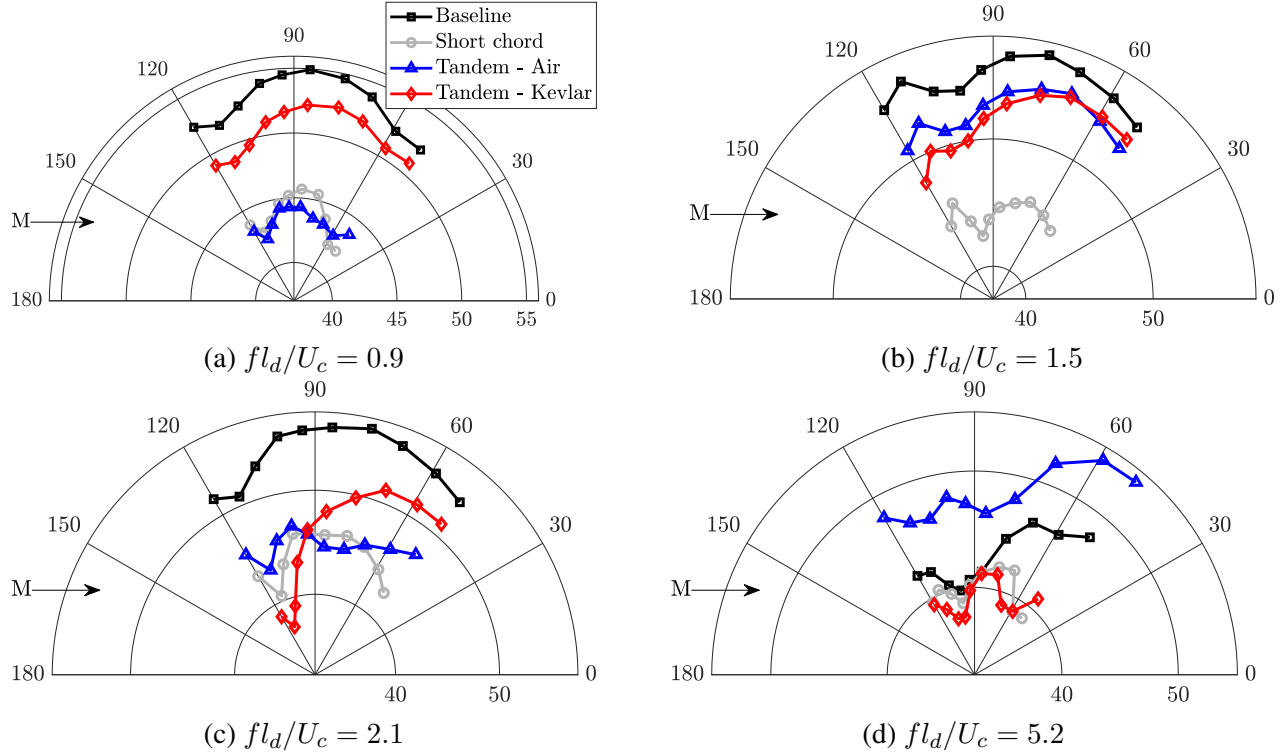 Baseline
Short chord
Tandem - Air
Tandem - Kevlar
90
120
150
30
M
180
0
40 45 50 55
(a) $fl_d/U_c = 0.9$
90
120
60
150
30
M
180
0
40 50
(b) $fl_d/U_c = 1.5$
90
120
60
150
30
M
180
0
40 50
(c) $fl_d/U_c = 2.1$
90
120
60
150
30
M
180
0
40 50
(d) $fl_d/U_c = 5.2$